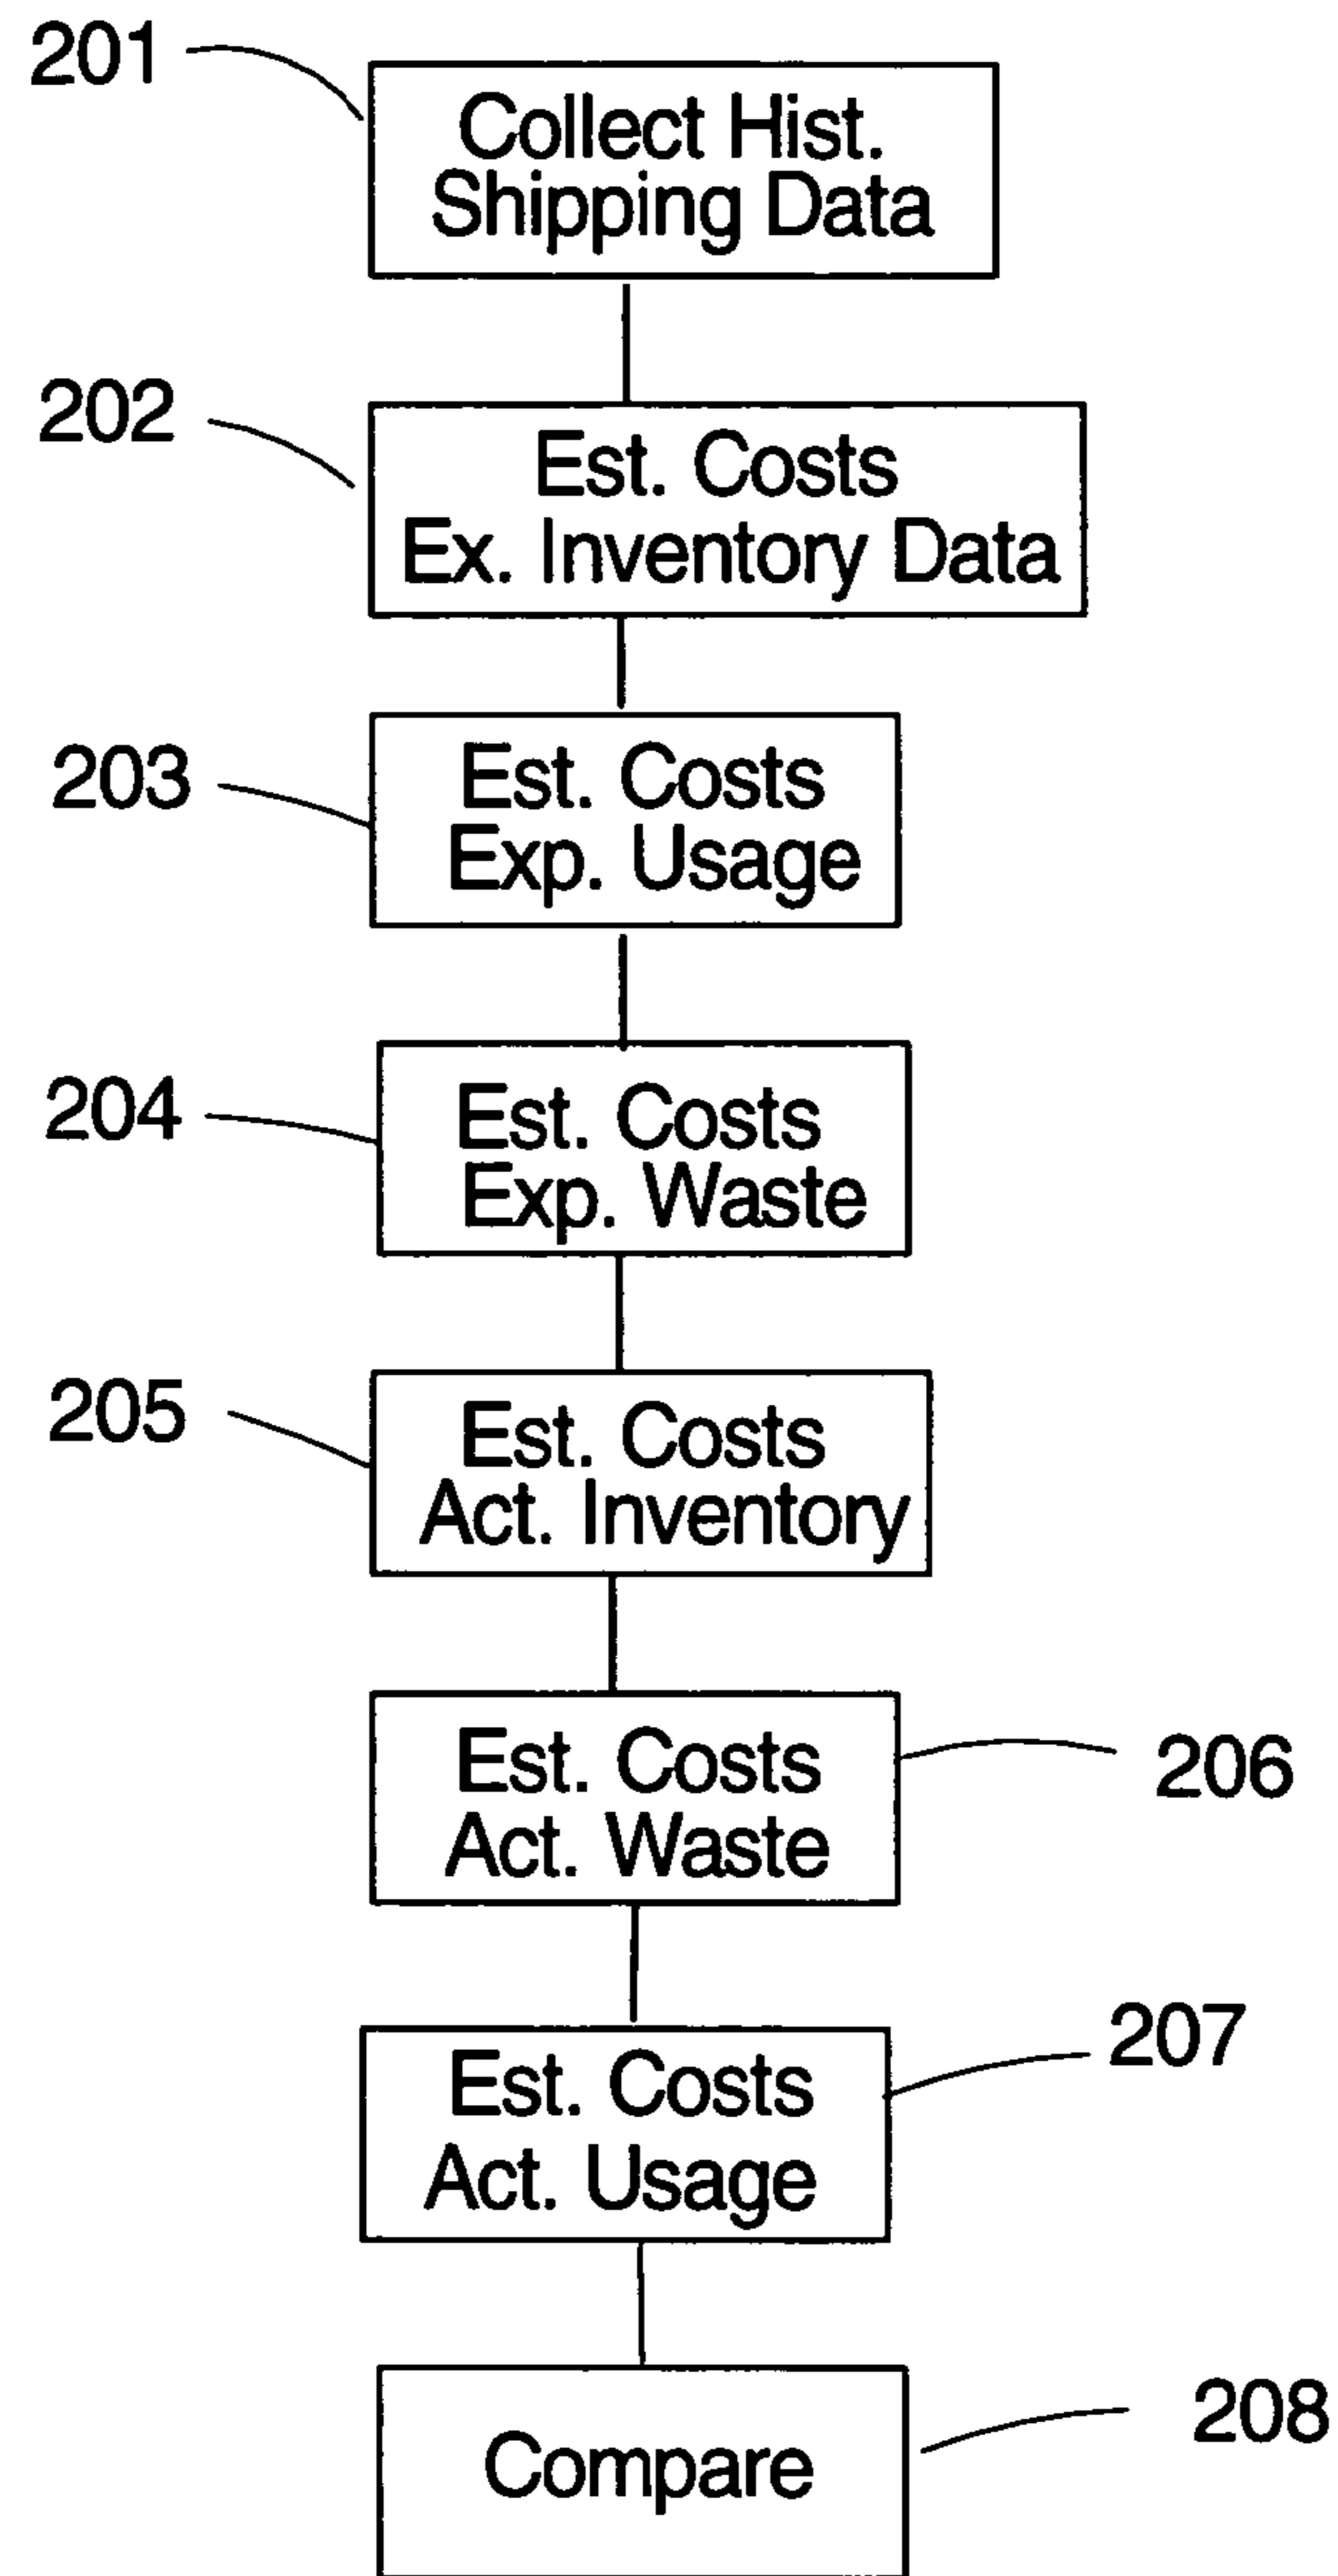 201
Collect Hist.
Shipping Data
202
Est. Costs
Ex. Inventory Data
203
Est. Costs
Exp. Usage
204
Est. Costs
Exp. Waste
205
Est. Costs
Act. Inventory
Est. Costs
206
Act. Waste
207
Est. Costs
Act. Usage
208
Compare